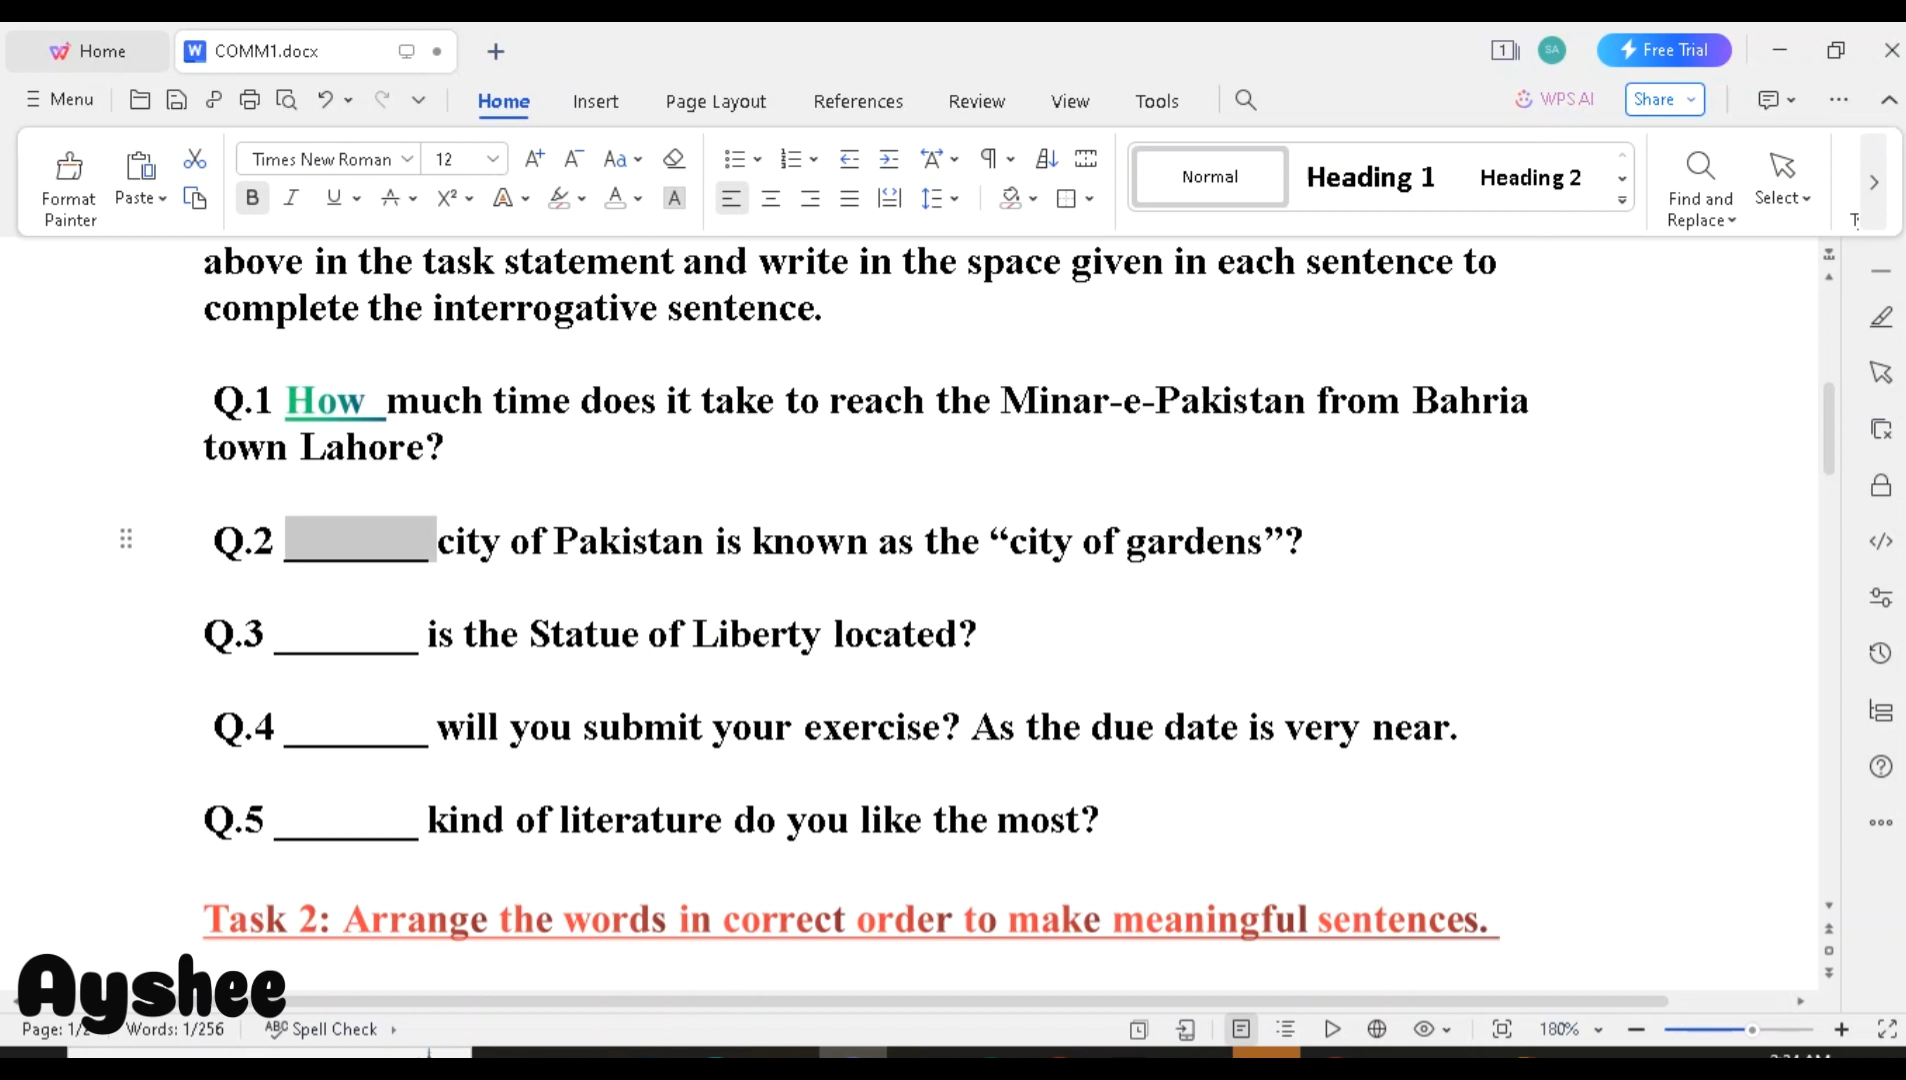 Home COMM1.docx 1 SA Free Trial
Menu Home Insert Page Layout References Review View Tools WPS AI Share
Format Painter Paste Times New Roman 12 Normal Heading 1 Heading 2 Find and Replace Select
above in the task statement and write in the space given in each sentence to
complete the interrogative sentence.
Q.1 How _much time does it take to reach the Minar-e-Pakistan from Bahria
town Lahore?
Q.2 _______ city of Pakistan is known as the “city of gardens”?
Q.3 _______ is the Statue of Liberty located?
Q.4 _______ will you submit your exercise? As the due date is very near.
Q.5 _______ kind of literature do you like the most?
Task 2: Arrange the words in correct order to make meaningful sentences.
Ayshee
Page: 1/2 Words: 1/256 Spell Check 180%